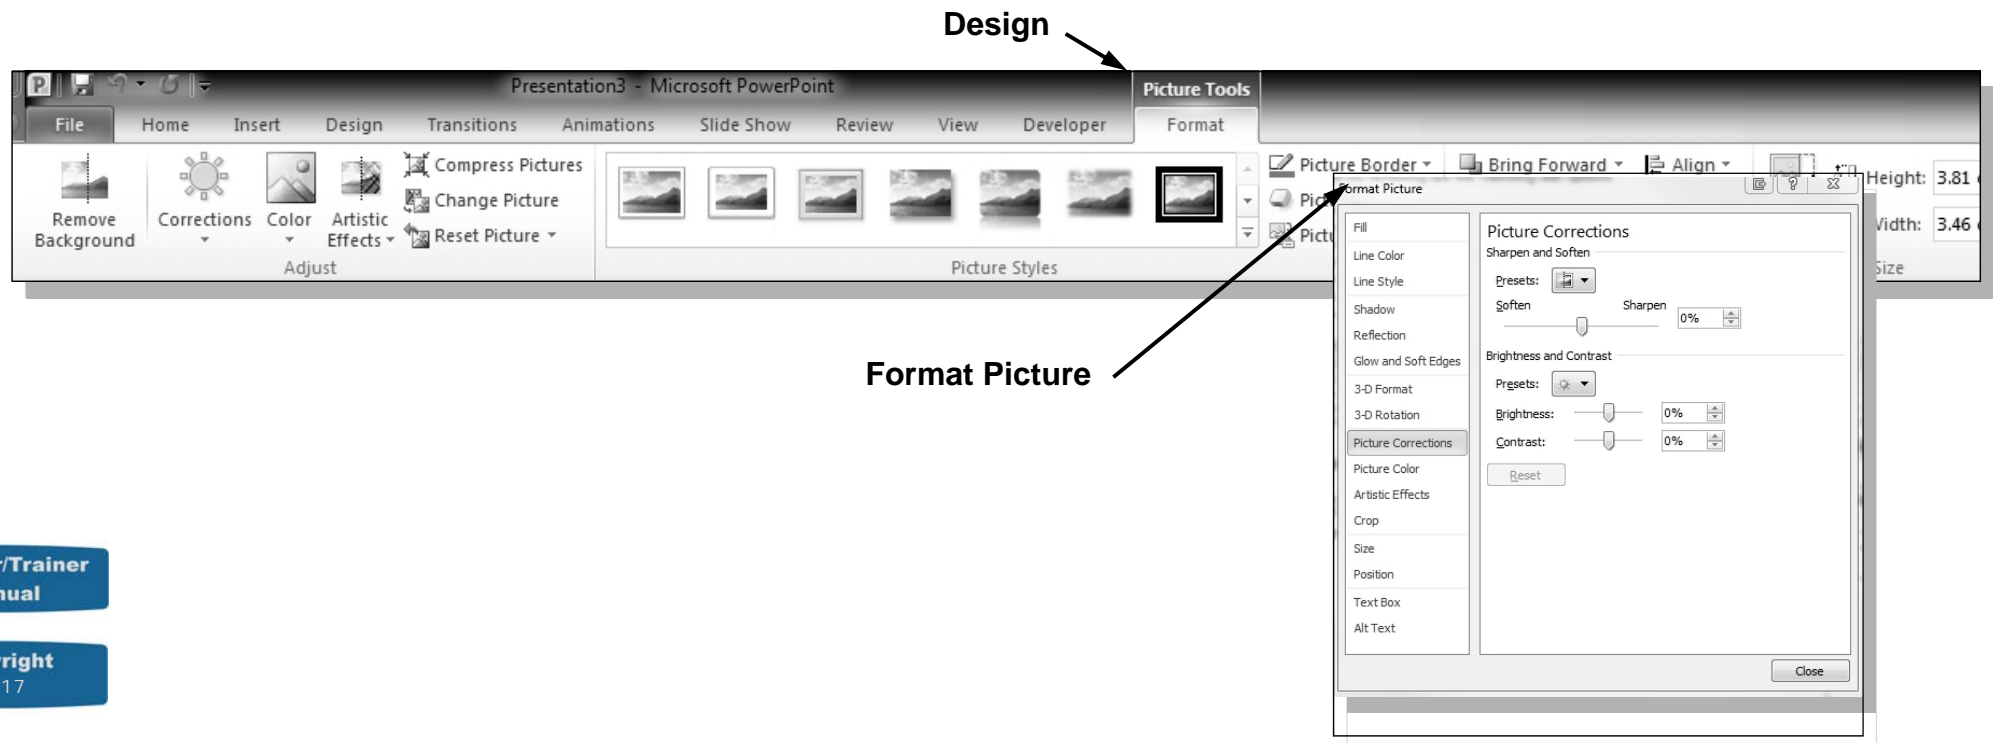 Design
Presentation3 - Microsoft PowerPoint
Picture Tools
File Home Insert Design Transitions Animations Slide Show Review View Developer Format
Remove Background
Corrections
Color
Artistic Effects
Compress Pictures
Change Picture
Reset Picture
Adjust
Picture Styles
Picture Border
Bring Forward
Align
Height: 3.81
Width: 3.46
Size
Format Picture
Format Picture
Fill
Line Color
Line Style
Shadow
Reflection
Glow and Soft Edges
3-D Format
3-D Rotation
Picture Corrections
Picture Color
Artistic Effects
Crop
Size
Position
Text Box
Alt Text
Picture Corrections
Sharpen and Soften
Presets:
Soften Sharpen
0%
Brightness and Contrast
Presets:
Brightness: 0%
Contrast: 0%
Reset
Close
/Trainer
17